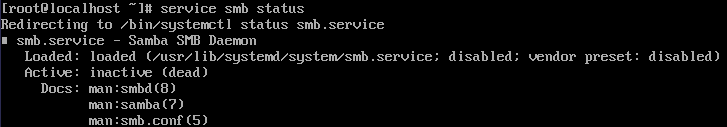 [root@localhost ~]# service smb status
Redirecting to /bin/systemctl status smb.service
■ smb.service - Samba SMB Daemon
Loaded: loaded (/usr/lib/systemd/system/smb.service; disabled; vendor preset: disabled)
Active: inactive (dead)
Docs: man:smbd(8)
man:samba(7)
man:smb.conf(5)